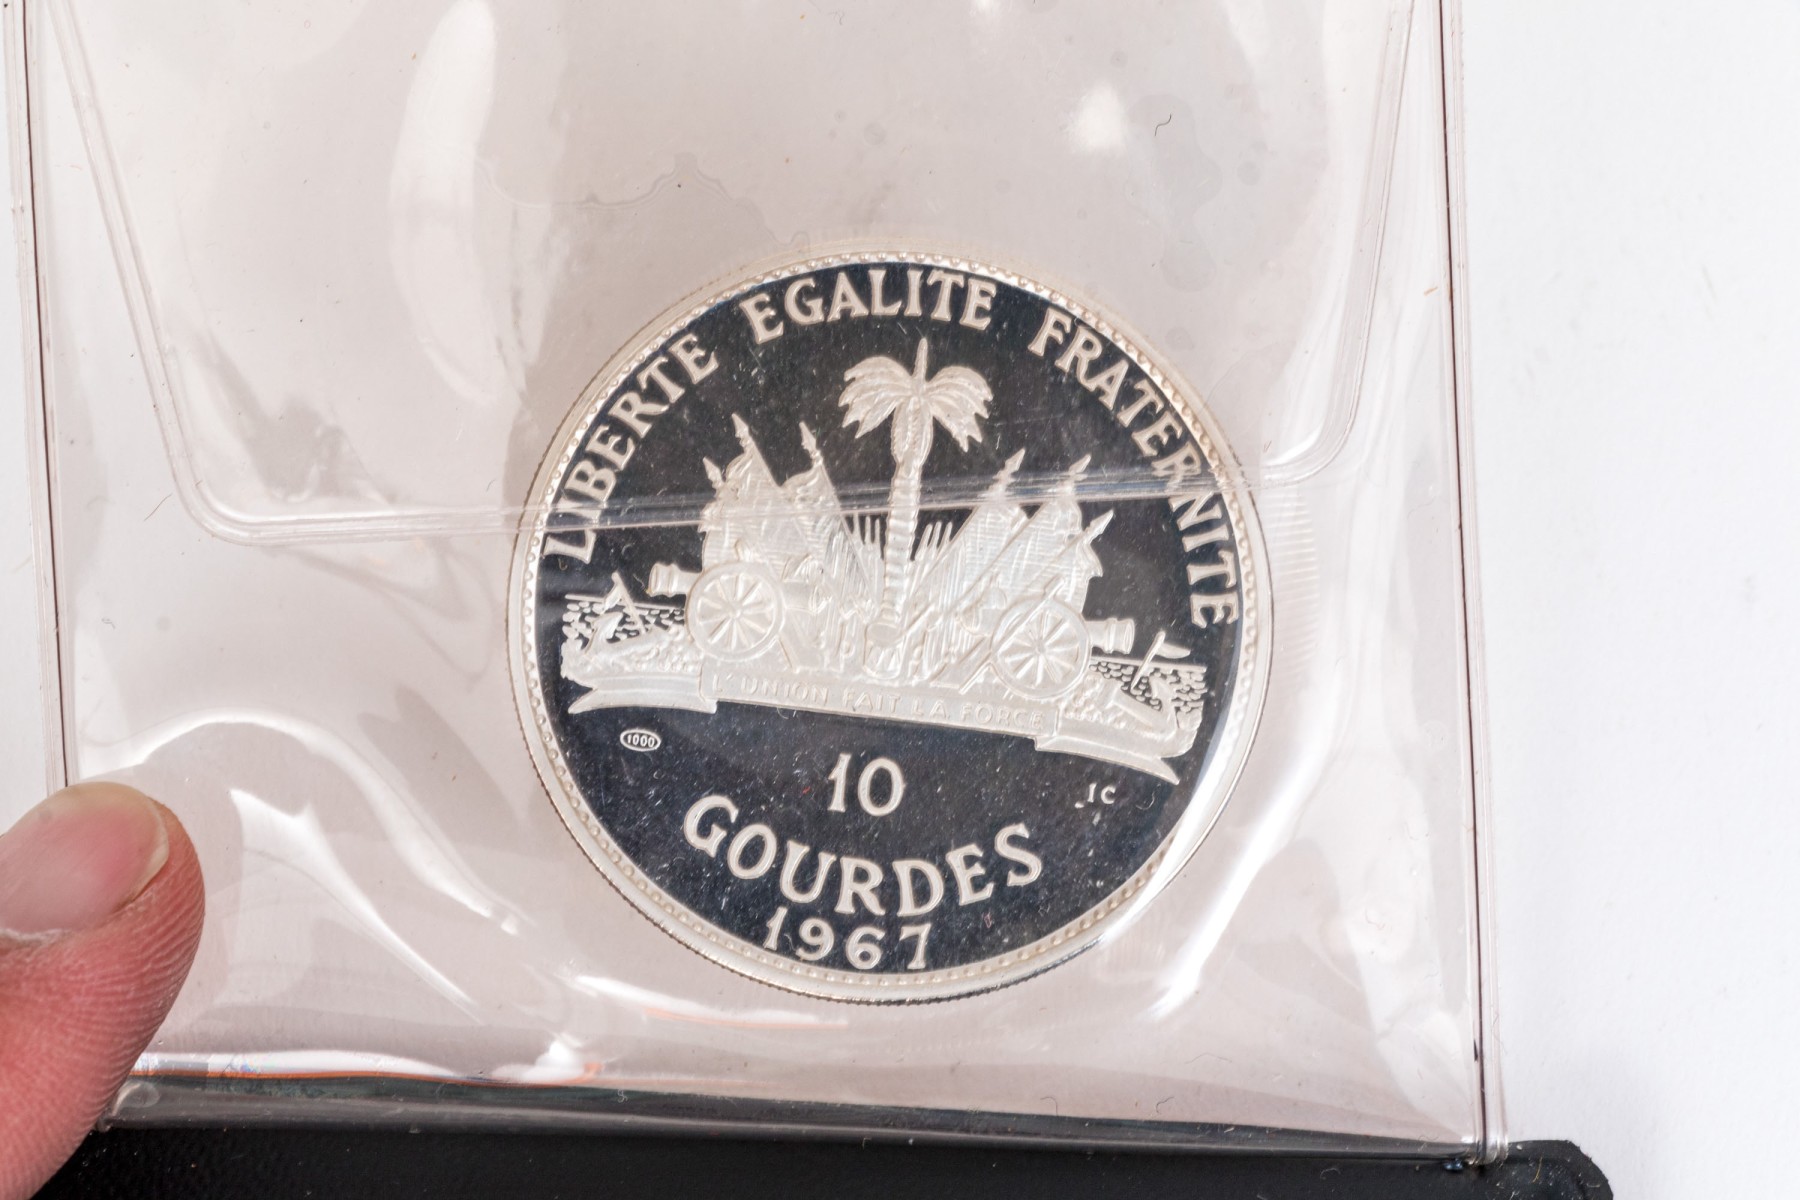 LIBERTE EGALITE FRATERNITE
L'UNION FAIT LA FORCE
1000
10
IC
GOURDES
1967